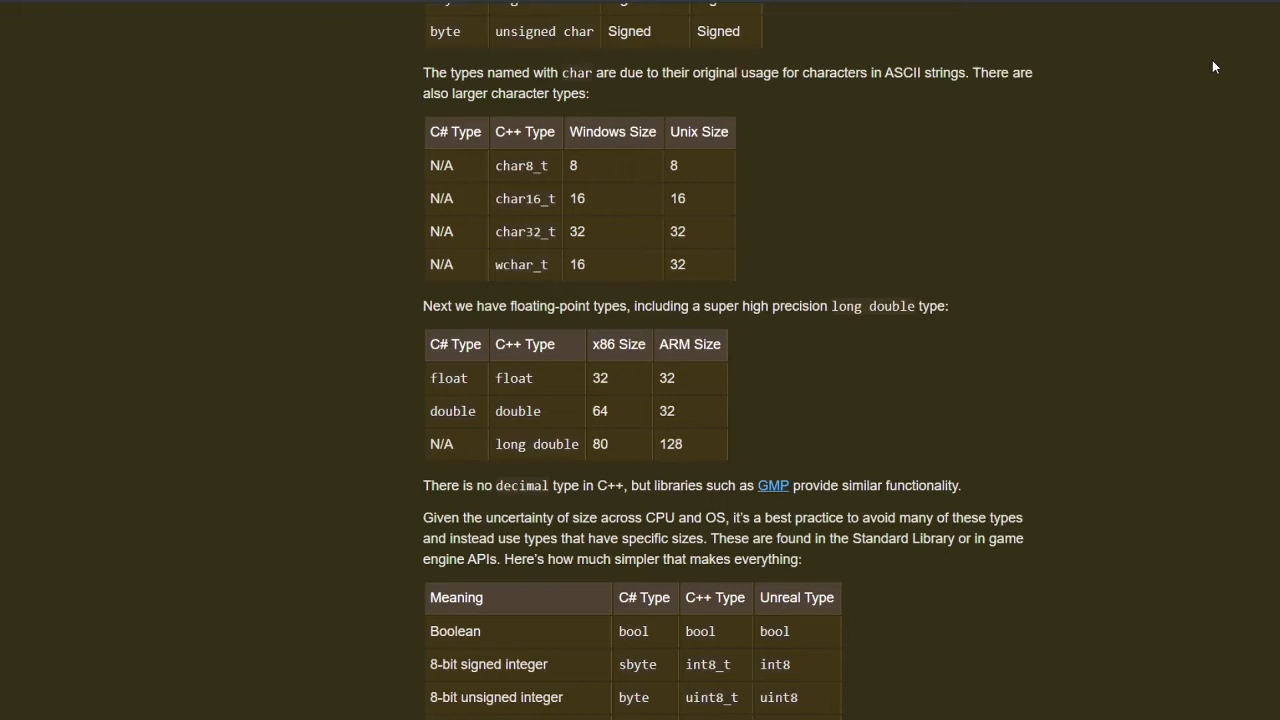 byte unsigned char Signed Signed
The types named with char are due to their original usage for characters in ASCII strings. There are
also larger character types:
C# Type C++ Type Windows Size Unix Size
N/A char8_t 8 8
N/A char16_t 16 16
N/A char32_t 32 32
N/A wchar_t 16 32
Next we have floating-point types, including a super high precision long double type:
C# Type C++ Type x86 Size ARM Size
float float 32 32
double double 64 32
N/A long double 80 128
There is no decimal type in C++, but libraries such as GMP provide similar functionality.
Given the uncertainty of size across CPU and OS, it's a best practice to avoid many of these types
and instead use types that have specific sizes. These are found in the Standard Library or in game
engine APIs. Here's how much simpler that makes everything:
Meaning C# Type C++ Type Unreal Type
Boolean bool bool bool
8-bit signed integer sbyte int8_t int8
8-bit unsigned integer byte uint8_t uint8